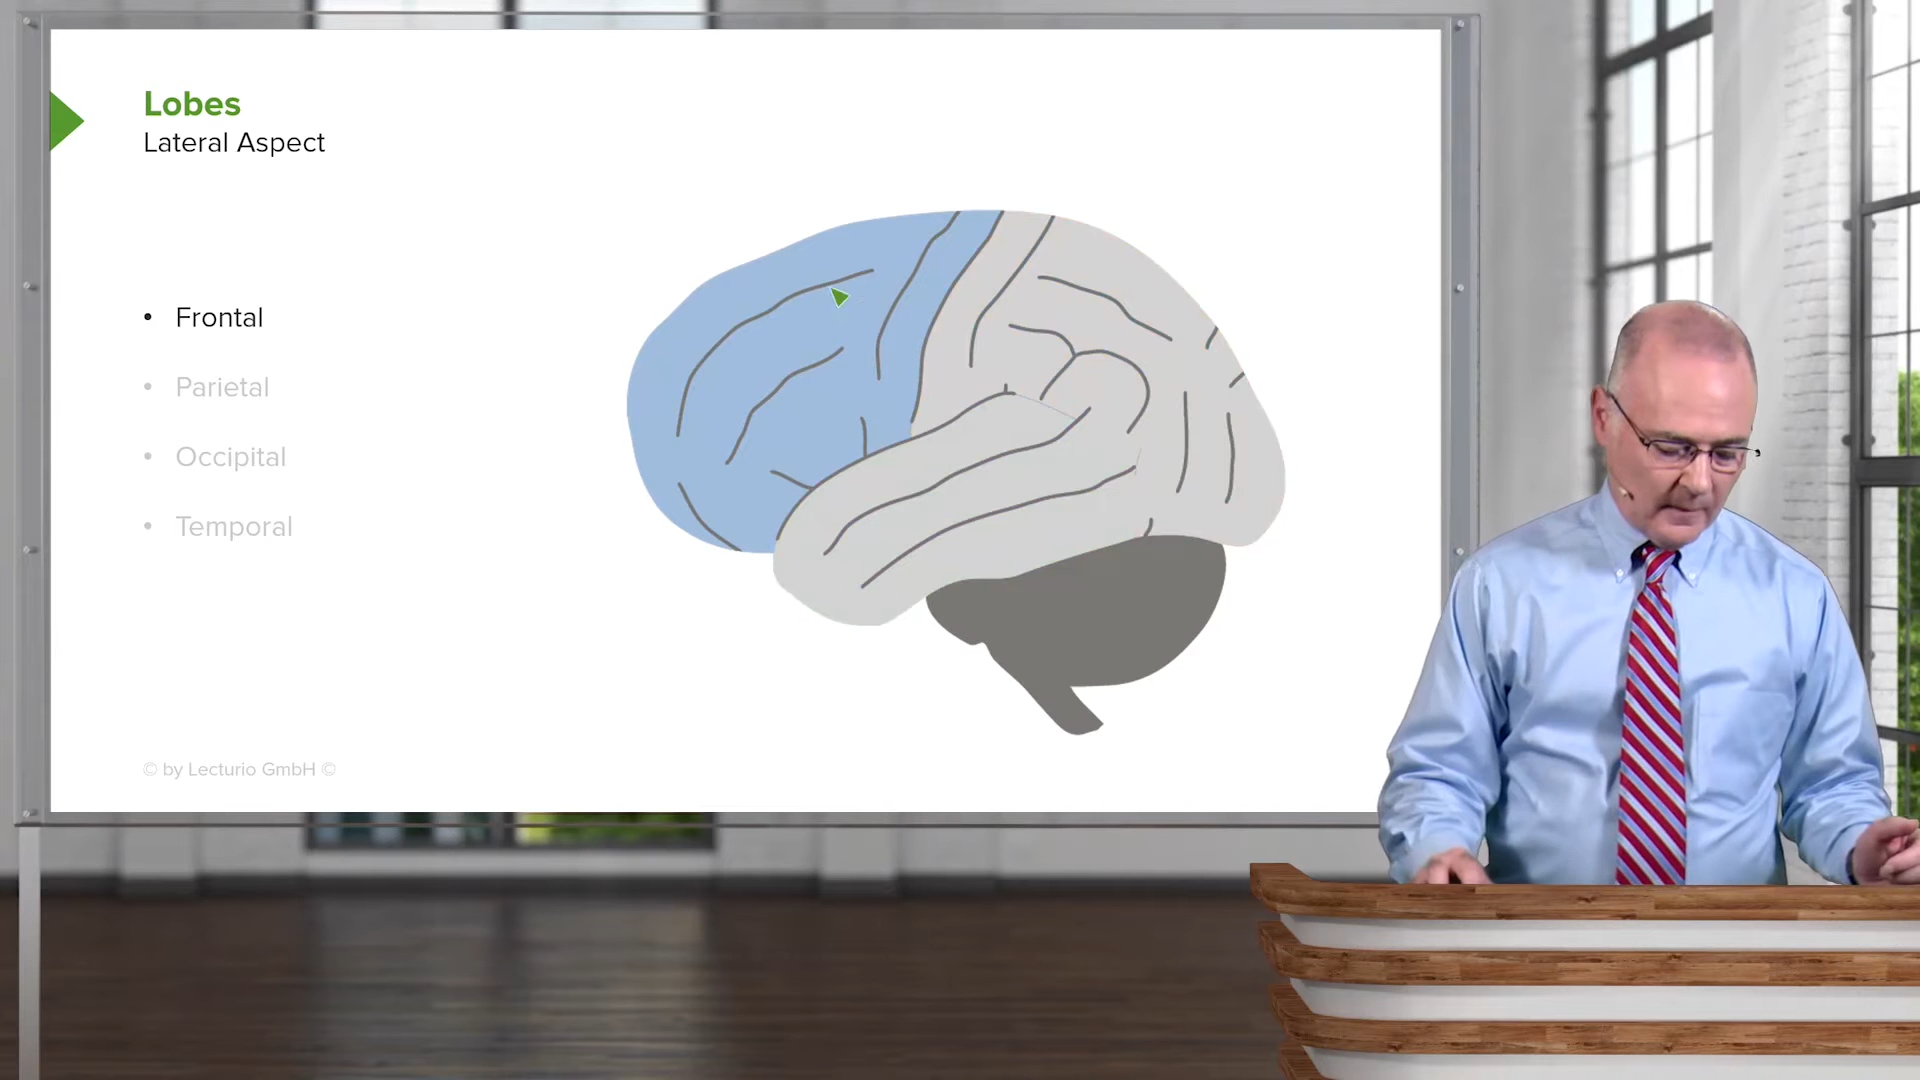 Lobes
Lateral Aspect
• Frontal
• Parietal
• Occipital
• Temporal
© by Lecturio GmbH ©